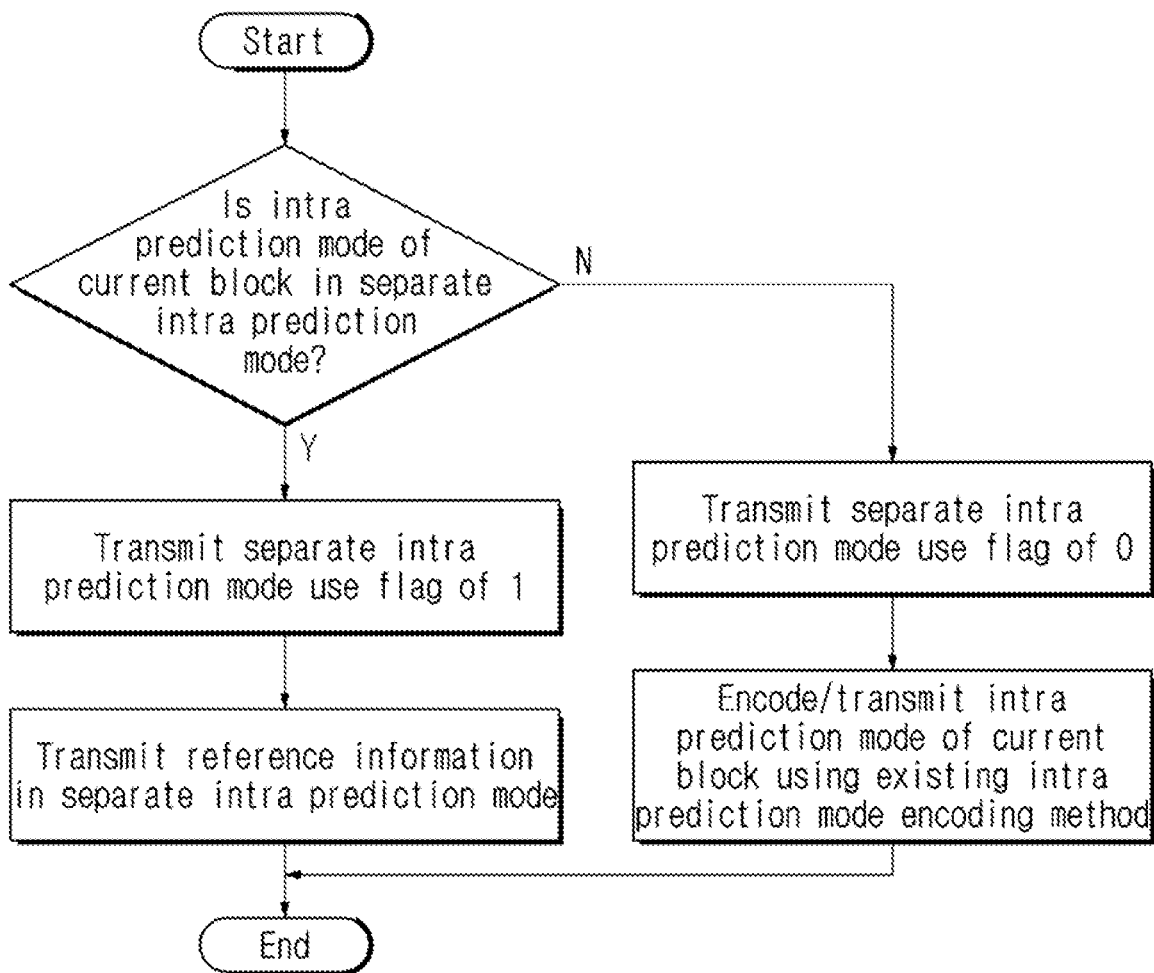 Start
Is intra
prediction mode of
current block in separate
intra prediction
mode?
N
Y
Transmit separate intra
prediction mode use flag of 1
Transmit separate intra
prediction mode use flag of 0
Transmit reference information
in separate intra prediction mode
Encode/transmit intra
prediction mode of current
block using existing intra
prediction mode encoding method
End